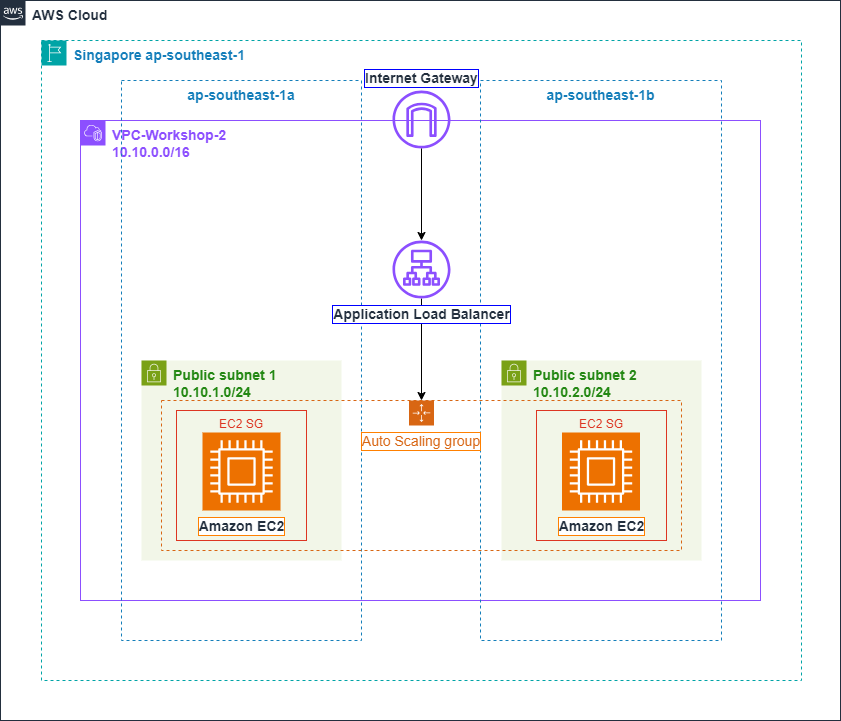 aws
AWS Cloud
Singapore ap-southeast-1
Internet Gateway
ap-southeast-1a
ap-southeast-1b
VPC-Workshop-2
10.10.0.0/16
Application Load Balancer
Public subnet 1
10.10.1.0/24
Public subnet 2
10.10.2.0/24
EC2 SG
Auto Scaling group
EC2 SG
Amazon EC2
Amazon EC2